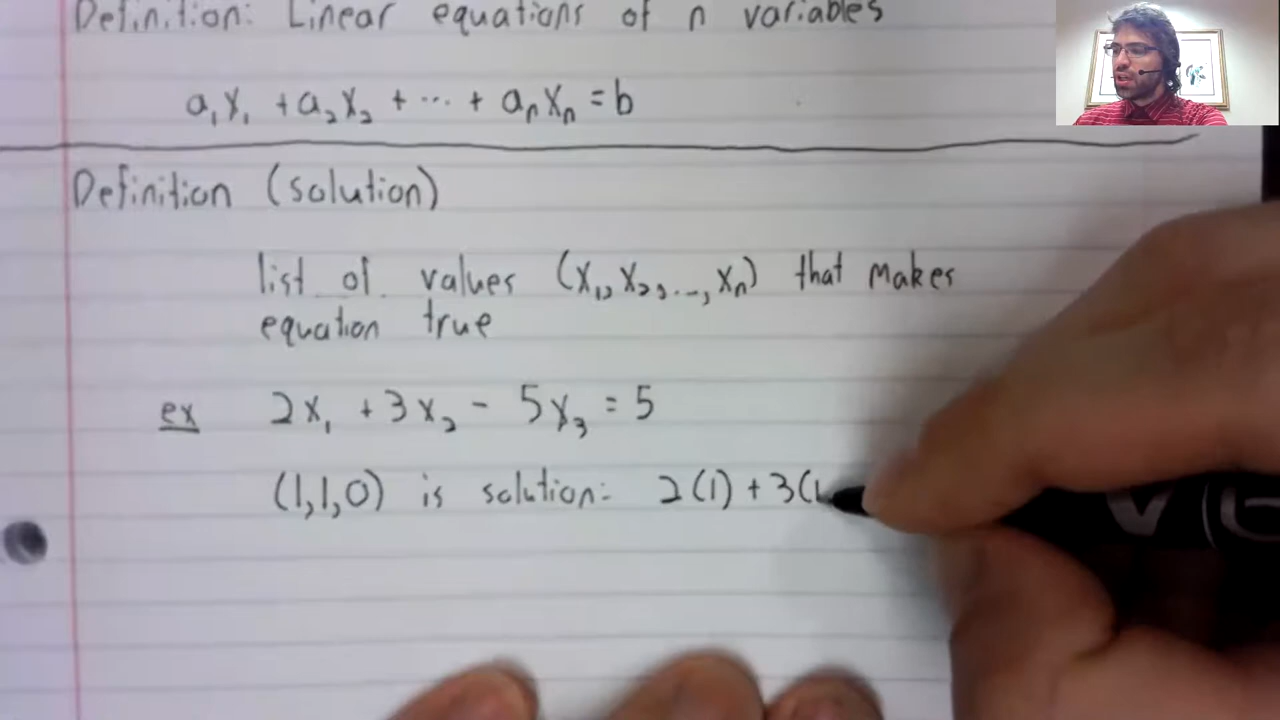 Definition: Linear equations of n variables
a₁x₁ + a₂x₂ + ... + aₙxₙ = b
Definition (solution)
list of values (x₁, x₂, ..., xₙ) that makes
equation true
ex 2x₁ + 3x₂ - 5x₃ = 5
(1,1,0) is solution: 2(1) + 3(1